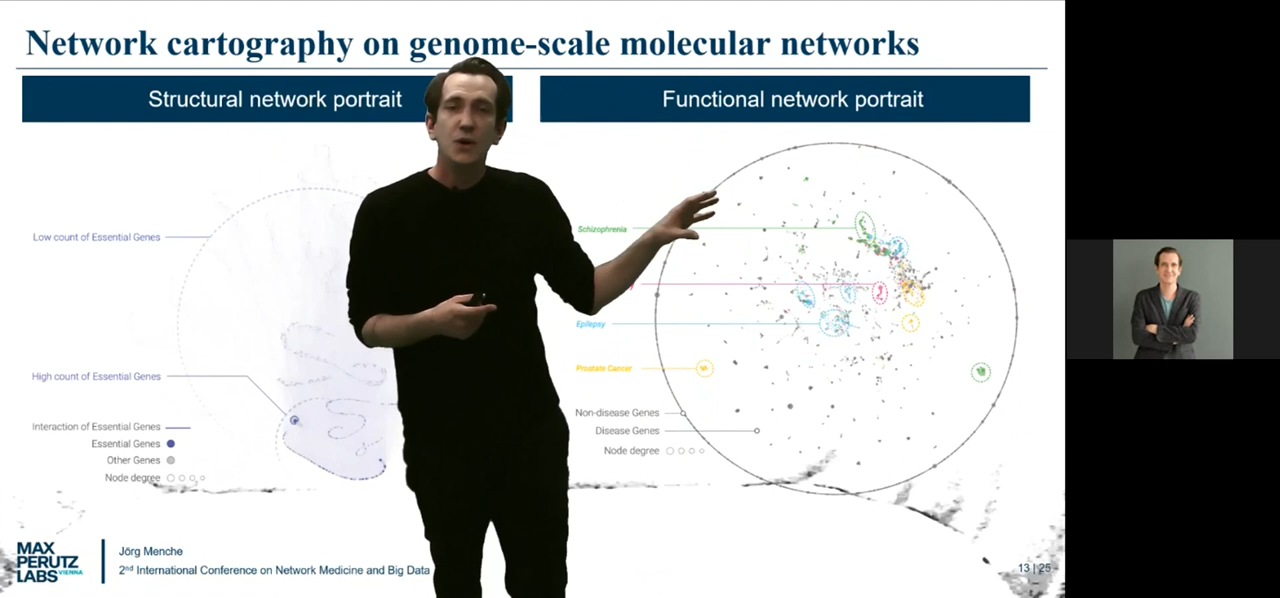 Network cartography on genome-scale molecular networks
Structural network portrait
Functional network portrait
Low count of Essential Genes
High count of Essential Genes
Interaction of Essential Genes
Essential Genes
Other Genes
Node degree
Schizophrenia
Epilepsy
Prostate Cancer
Non-disease Genes
Disease Genes
Node degree
MAX
PERUTZ
LABS VIENNA
Jörg Menche
2nd International Conference on Network Medicine and Big Data
13 | 25